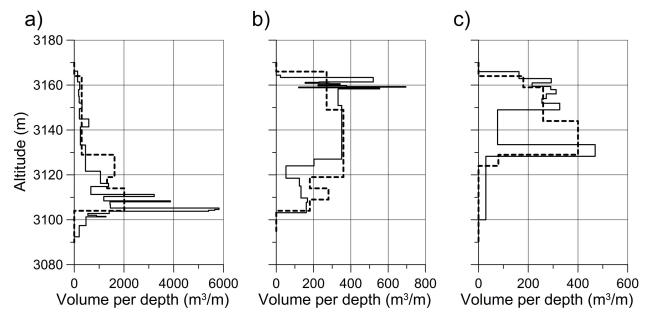 a) b) c)
3180
3160
3140
3120
3100
3080
Altitude (m)
0 2000 4000 6000 0 200 400 600 800 0 200 400 600
Volume per depth (m³/m) Volume per depth (m³/m) Volume per depth (m³/m)